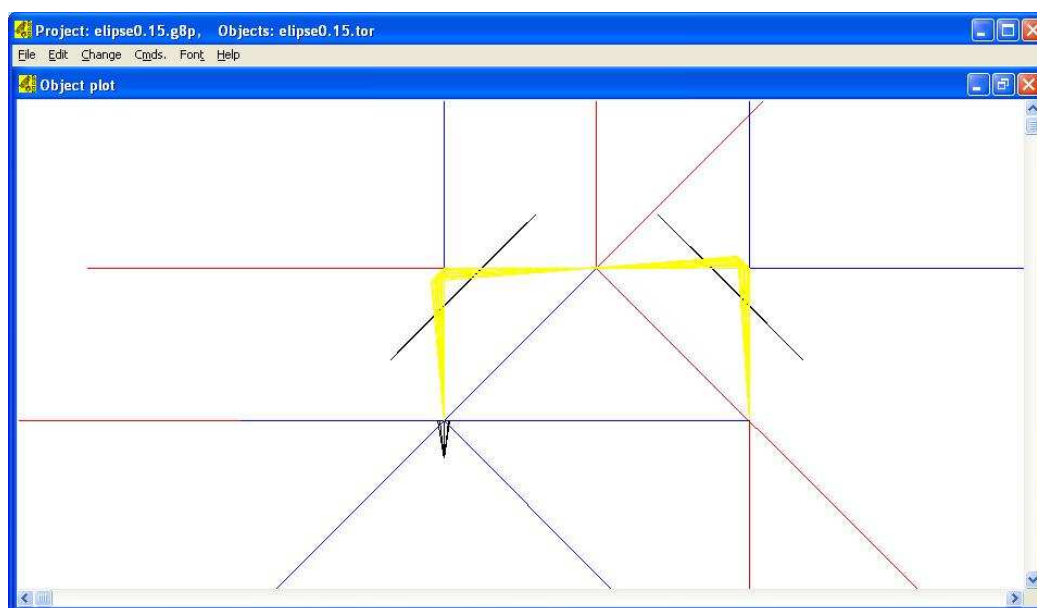 Project: elipse0.15.g8p, Objects: elipse0.15.tor
File Edit Change Cmds. Font Help
Object plot